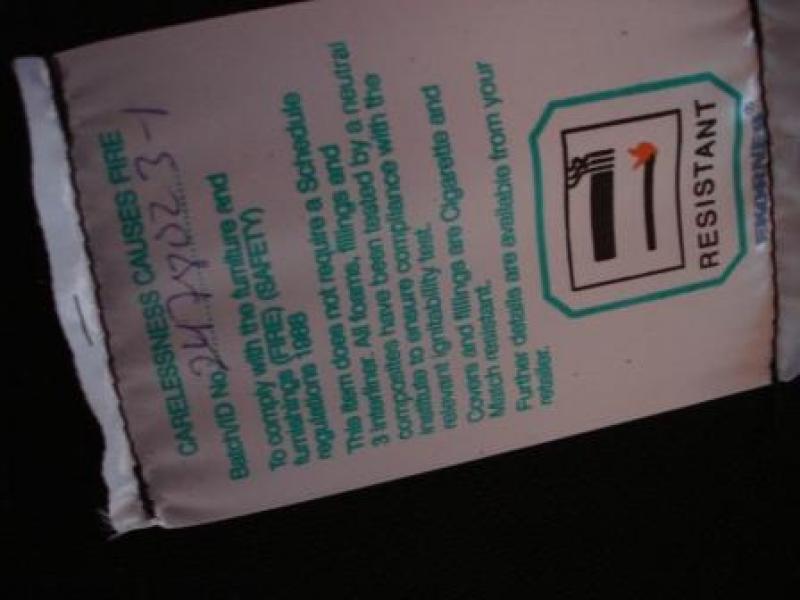 CARELESSNESS CAUSES FIRE
Batch/ID No. 2478023-1
To comply with the furniture and
furnishings (FIRE) (SAFETY)
regulations 1988
This item does not require a Schedule
3 interliner. All foams, fillings and
composites have been tested by a neutral
institute to ensure compliance with the
relevant ignitability test.
Covers and fillings are Cigarette and
Match resistant.
Further details are available from your
retailer.
RESISTANT
EKORNES®